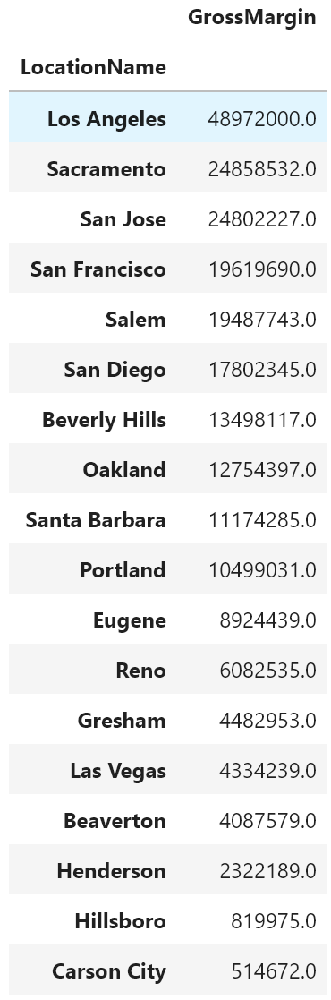 GrossMargin
LocationName
Los Angeles 48972000.0
Sacramento 24858532.0
San Jose 24802227.0
San Francisco 19619690.0
Salem 19487743.0
San Diego 17802345.0
Beverly Hills 13498117.0
Oakland 12754397.0
Santa Barbara 11174285.0
Portland 10499031.0
Eugene 8924439.0
Reno 6082535.0
Gresham 4482953.0
Las Vegas 4334239.0
Beaverton 4087579.0
Henderson 2322189.0
Hillsboro 819975.0
Carson City 514672.0